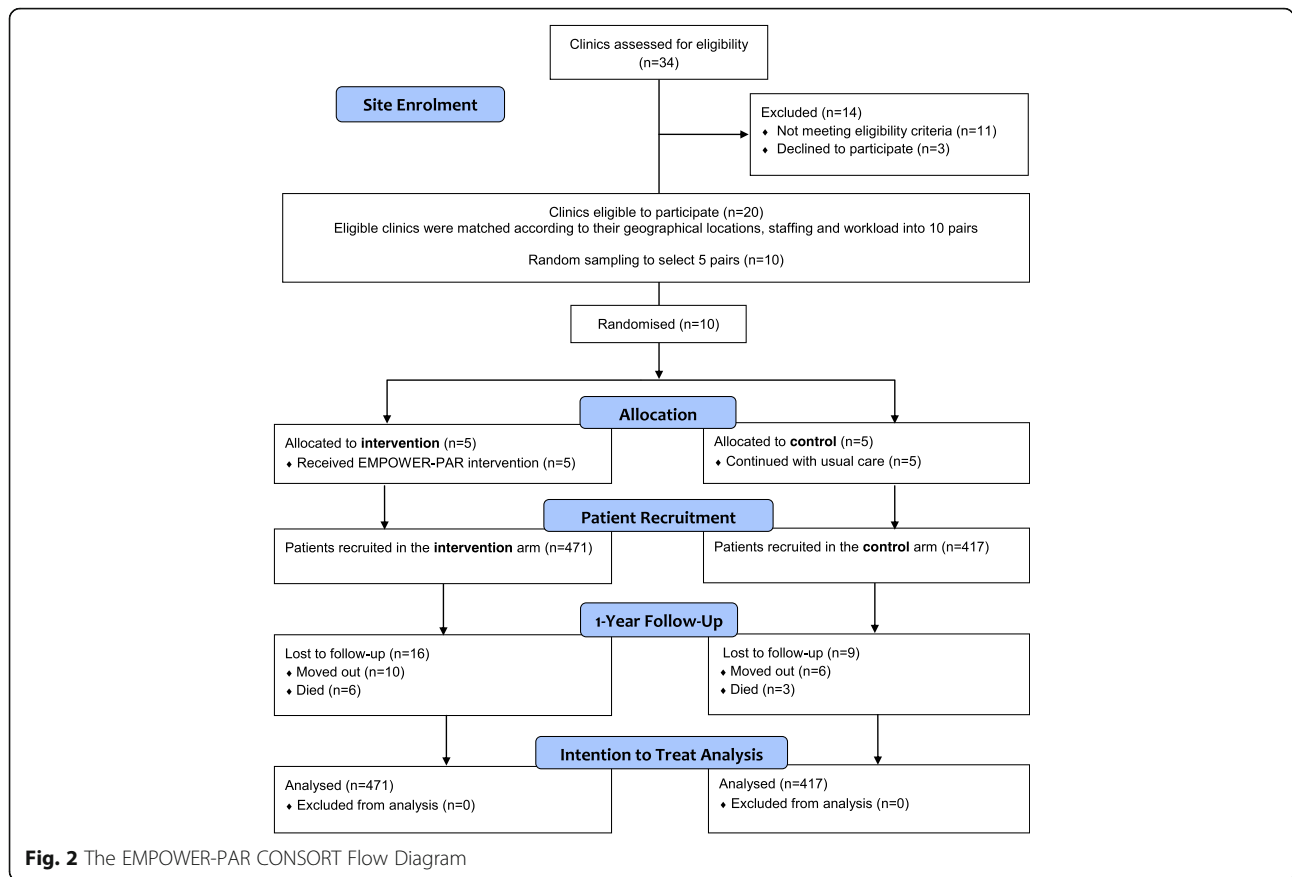 Clinics assessed for eligibility
(n=34)
Site Enrolment
Excluded (n=14)
♦ Not meeting eligibility criteria (n=11)
♦ Declined to participate (n=3)
Clinics eligible to participate (n=20)
Eligible clinics were matched according to their geographical locations, staffing and workload into 10 pairs
Random sampling to select 5 pairs (n=10)
Randomised (n=10)
Allocation
Allocated to intervention (n=5)
♦ Received EMPOWER-PAR intervention (n=5)
Allocated to control (n=5)
♦ Continued with usual care (n=5)
Patient Recruitment
Patients recruited in the intervention arm (n=471)
Patients recruited in the control arm (n=417)
1-Year Follow-Up
Lost to follow-up (n=16)
♦ Moved out (n=10)
♦ Died (n=6)
Lost to follow-up (n=9)
♦ Moved out (n=6)
♦ Died (n=3)
Intention to Treat Analysis
Analysed (n=471)
♦ Excluded from analysis (n=0)
Analysed (n=417)
♦ Excluded from analysis (n=0)
Fig. 2 The EMPOWER-PAR CONSORT Flow Diagram